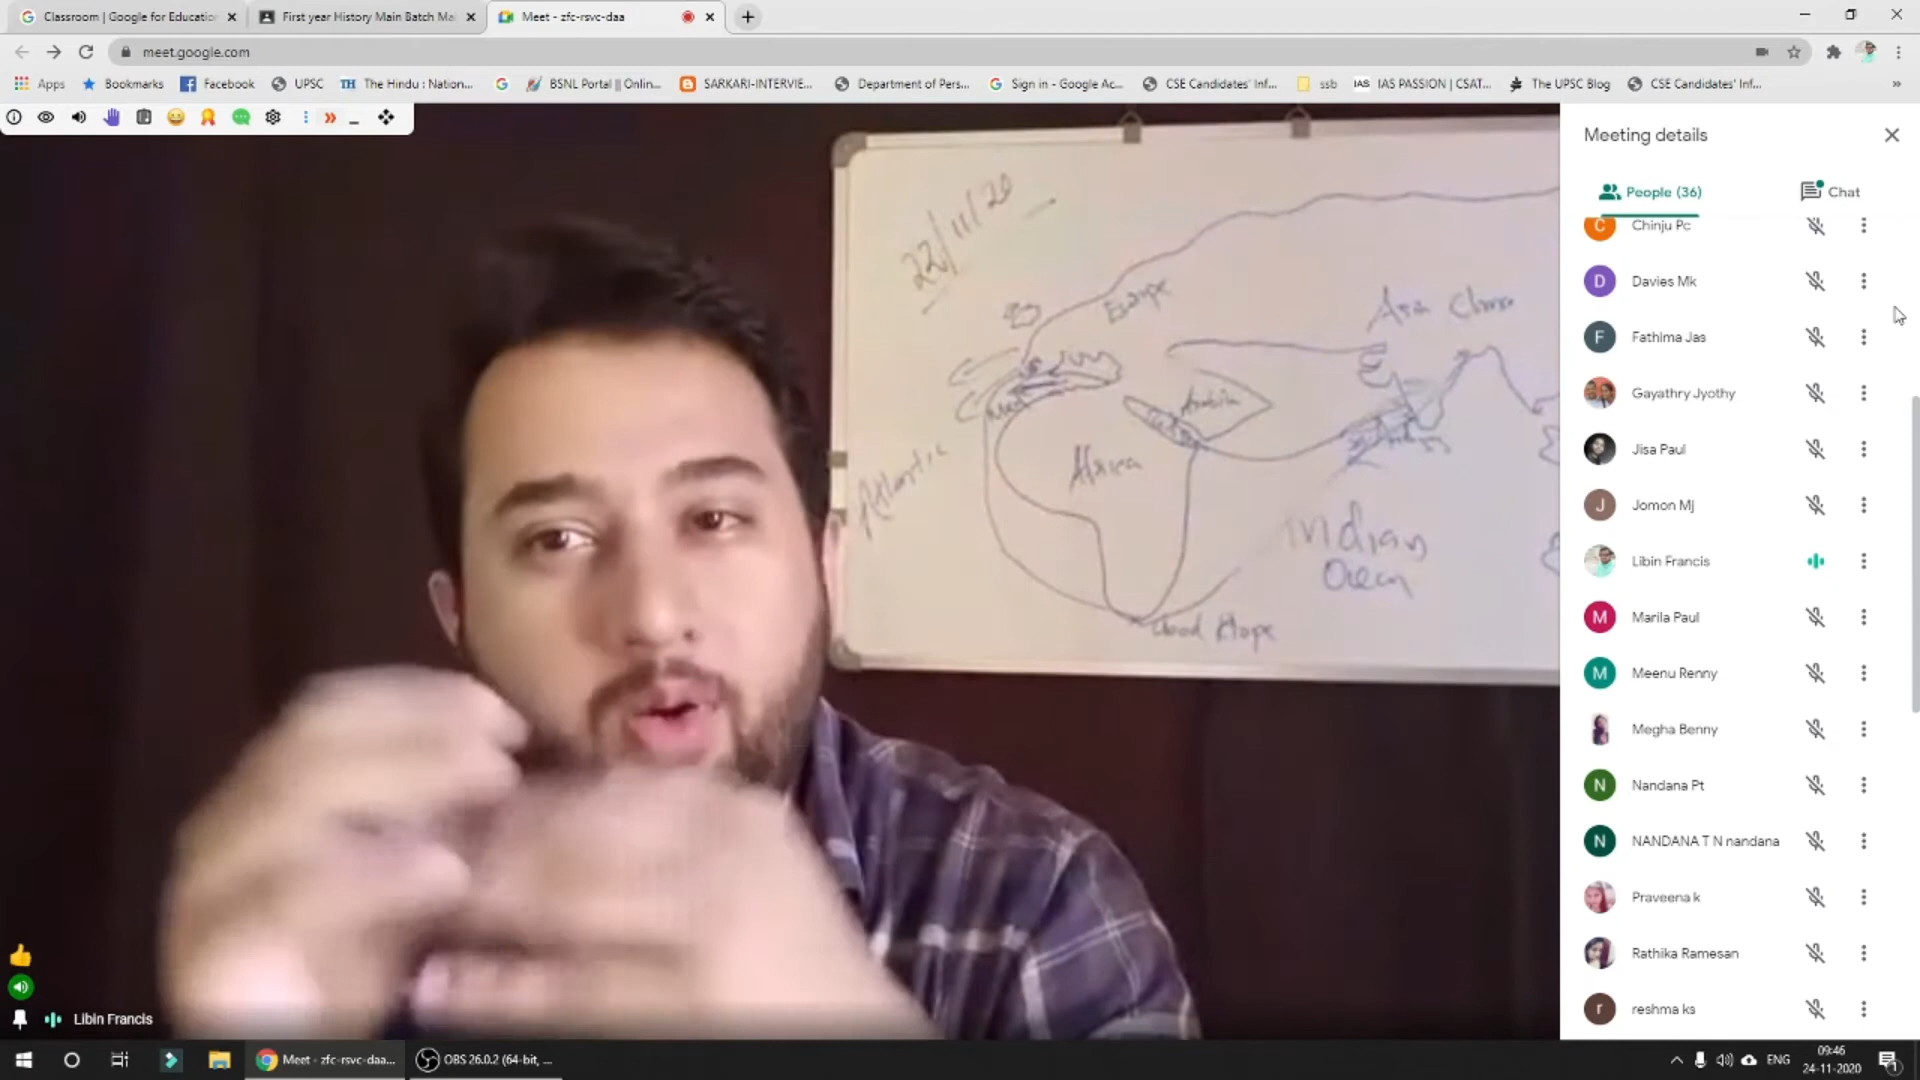 Classroom | Google for Educatio
First year History Main Batch Ma
Meet - zfc-rsvc-daa
meet.google.com
Apps
Bookmarks
Facebook
UPSC
TH The Hindu : Nation...
BSNL Portal || Onlin...
SARKARI-INTERVIE...
Department of Pers...
Sign in - Google Ac...
CSE Candidates' Inf...
ssb
IAS IAS PASSION | CSAT...
The UPSC Blog
CSE Candidates' Inf...
Meeting details
People (36)
Chat
C Chinju Pc
D Davies Mk
F Fathima Jas
Gayathry Jyothy
Jisa Paul
J Jomon Mj
Libin Francis
M Marila Paul
M Meenu Renny
Megha Benny
N Nandana Pt
N NANDANA T N nandana
Praveena k
Rathika Ramesan
r reshma ks
22/11/20
Europe
Asia China
Arabia
Africa
Atlantic
Indian
Ocean
Good Hope
Libin Francis
Meet - zfc-rsvc-daa...
OBS 26.0.2 (64-bit, ...
ENG
09:46
24-11-2020